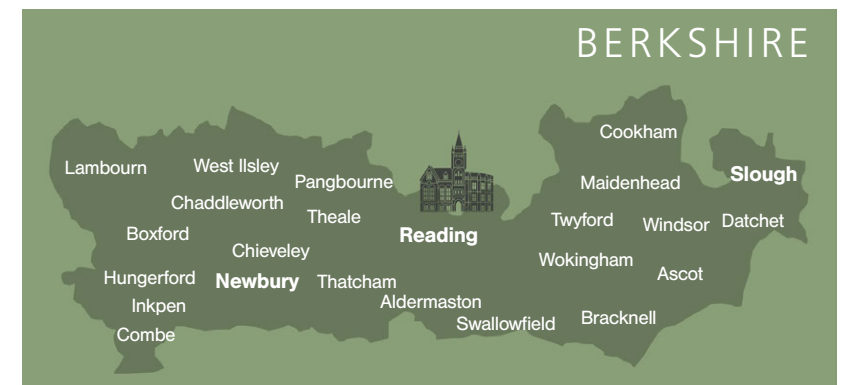 BERKSHIRE
Cookham
Lambourn
West Ilsley
Pangbourne
Maidenhead
Slough
Chaddleworth
Theale
Twyford
Windsor
Datchet
Boxford
Reading
Chieveley
Wokingham
Hungerford
Newbury
Thatcham
Ascot
Inkpen
Aldermaston
Swallowfield
Bracknell
Combe